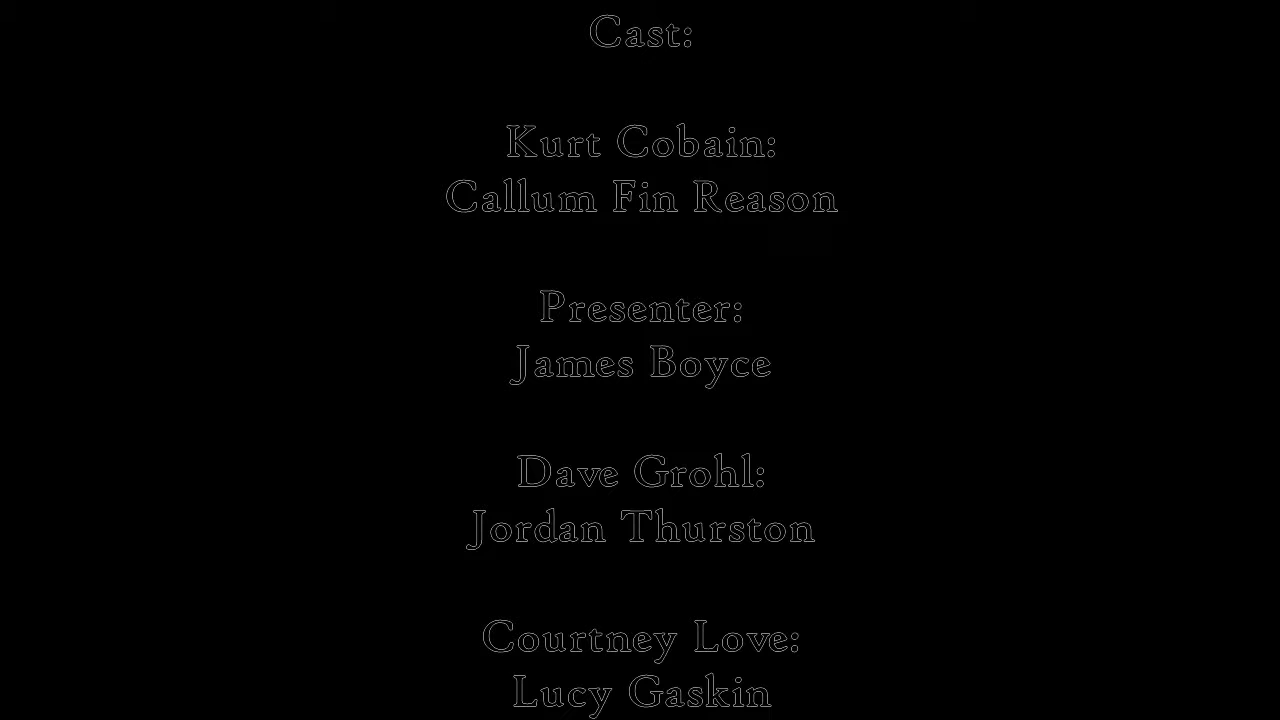 Cast:
Kurt Cobain:
Callum Fin Reason
Presenter:
James Boyce
Dave Grohl:
Jordan Thurston
Courtney Love:
Lucy Gaskin